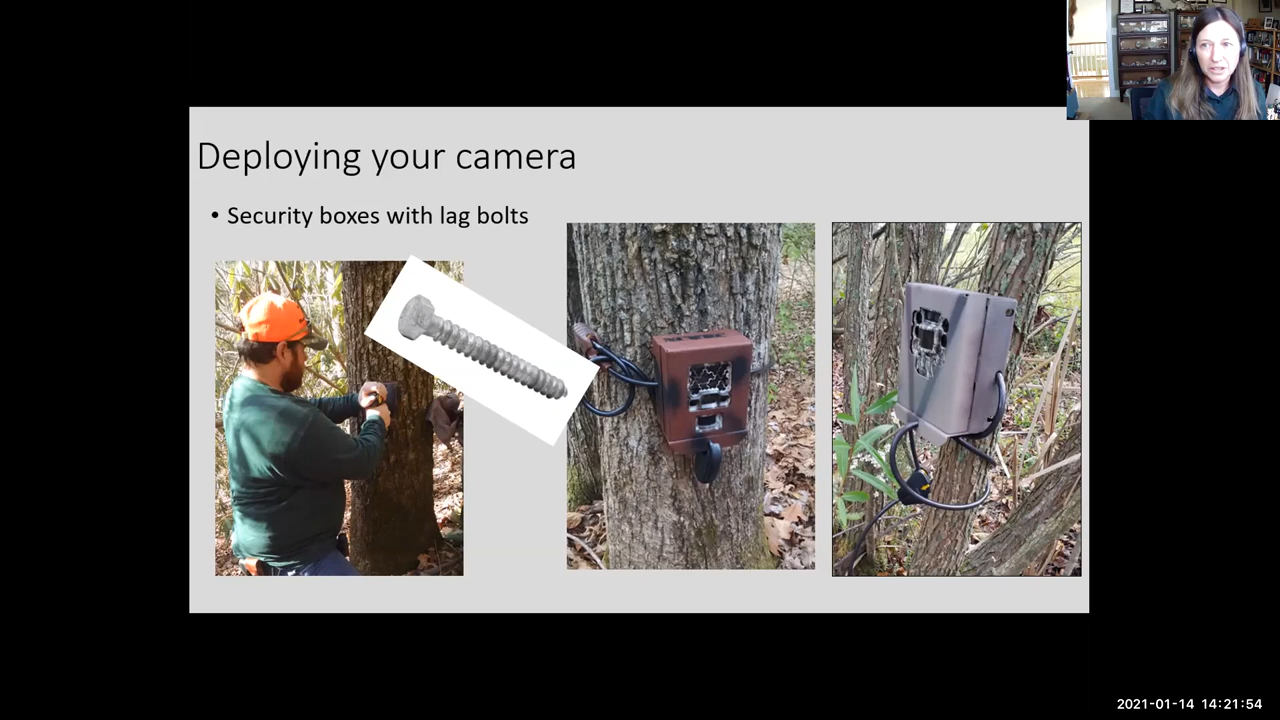 Deploying your camera
• Security boxes with lag bolts
2021-01-14 14:21:54